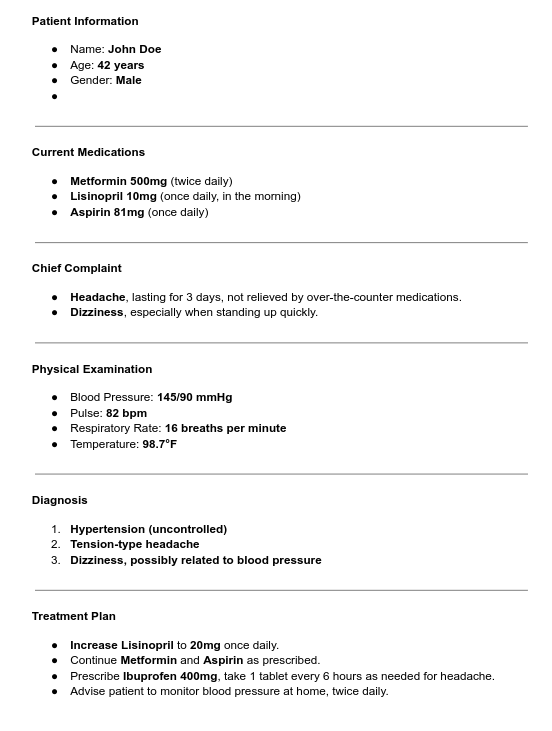 Patient Information
● Name: John Doe
● Age: 42 years
● Gender: Male
●
Current Medications
● Metformin 500mg (twice daily)
● Lisinopril 10mg (once daily, in the morning)
● Aspirin 81mg (once daily)
Chief Complaint
● Headache, lasting for 3 days, not relieved by over-the-counter medications.
● Dizziness, especially when standing up quickly.
Physical Examination
● Blood Pressure: 145/90 mmHg
● Pulse: 82 bpm
● Respiratory Rate: 16 breaths per minute
● Temperature: 98.7°F
Diagnosis
1. Hypertension (uncontrolled)
2. Tension-type headache
3. Dizziness, possibly related to blood pressure
Treatment Plan
● Increase Lisinopril to 20mg once daily.
● Continue Metformin and Aspirin as prescribed.
● Prescribe Ibuprofen 400mg, take 1 tablet every 6 hours as needed for headache.
● Advise patient to monitor blood pressure at home, twice daily.